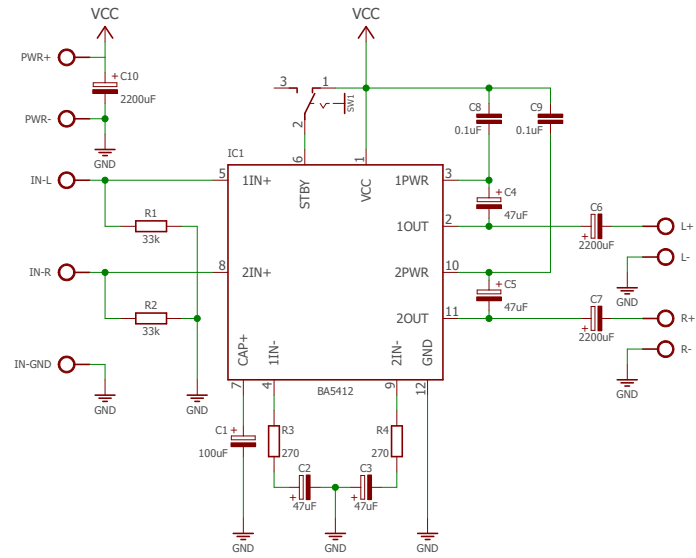 VCC
VCC
PWR+
+ C10
2200uF
PWR-
GND
3
1
SW1
2
C8
0.1uF
C9
0.1uF
IC1
6
1
IN-L
5
1IN+
STBY
VCC
1PWR
3
+ C4
47uF
R1
33k
1OUT
2
C6
+
2200uF
L+
L-
GND
IN-R
8
2IN+
2PWR
10
+ C5
47uF
R2
33k
2OUT
11
C7
+
2200uF
R+
R-
GND
IN-GND
GND
GND
CAP+
1IN-
2IN-
GND
7
4
BA5412
9
12
C1 +
100uF
R3
270
R4
270
C2
+
47uF
C3
+
47uF
GND
GND
GND